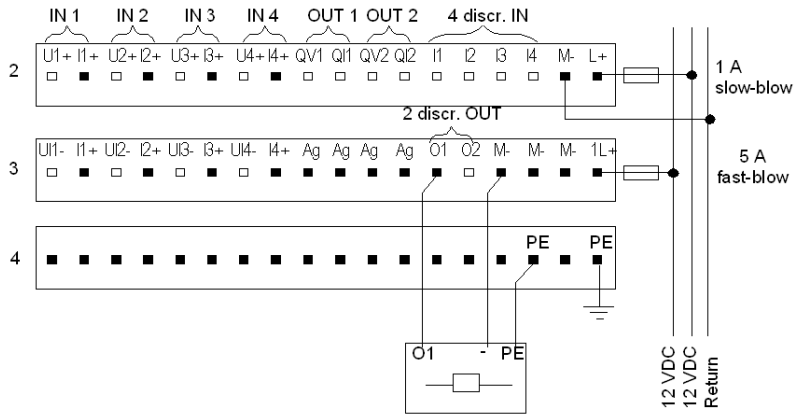 IN 1 IN 2 IN 3 IN 4 OUT 1 OUT 2 4 discr. IN
U1+ I1+ U2+ I2+ U3+ I3+ U4+ I4+ QV1 QI1 QV2 QI2 I1 I2 I3 I4 M- L+
2
1 A
slow-blow
2 discr. OUT
UI1- I1+ UI2- I2+ UI3- I3+ UI4- I4+ Ag Ag Ag Ag O1 O2 M- M- M- 1L+
3
5 A
fast-blow
PE PE
4
O1 - PE
12 VDC
12 VDC
Return